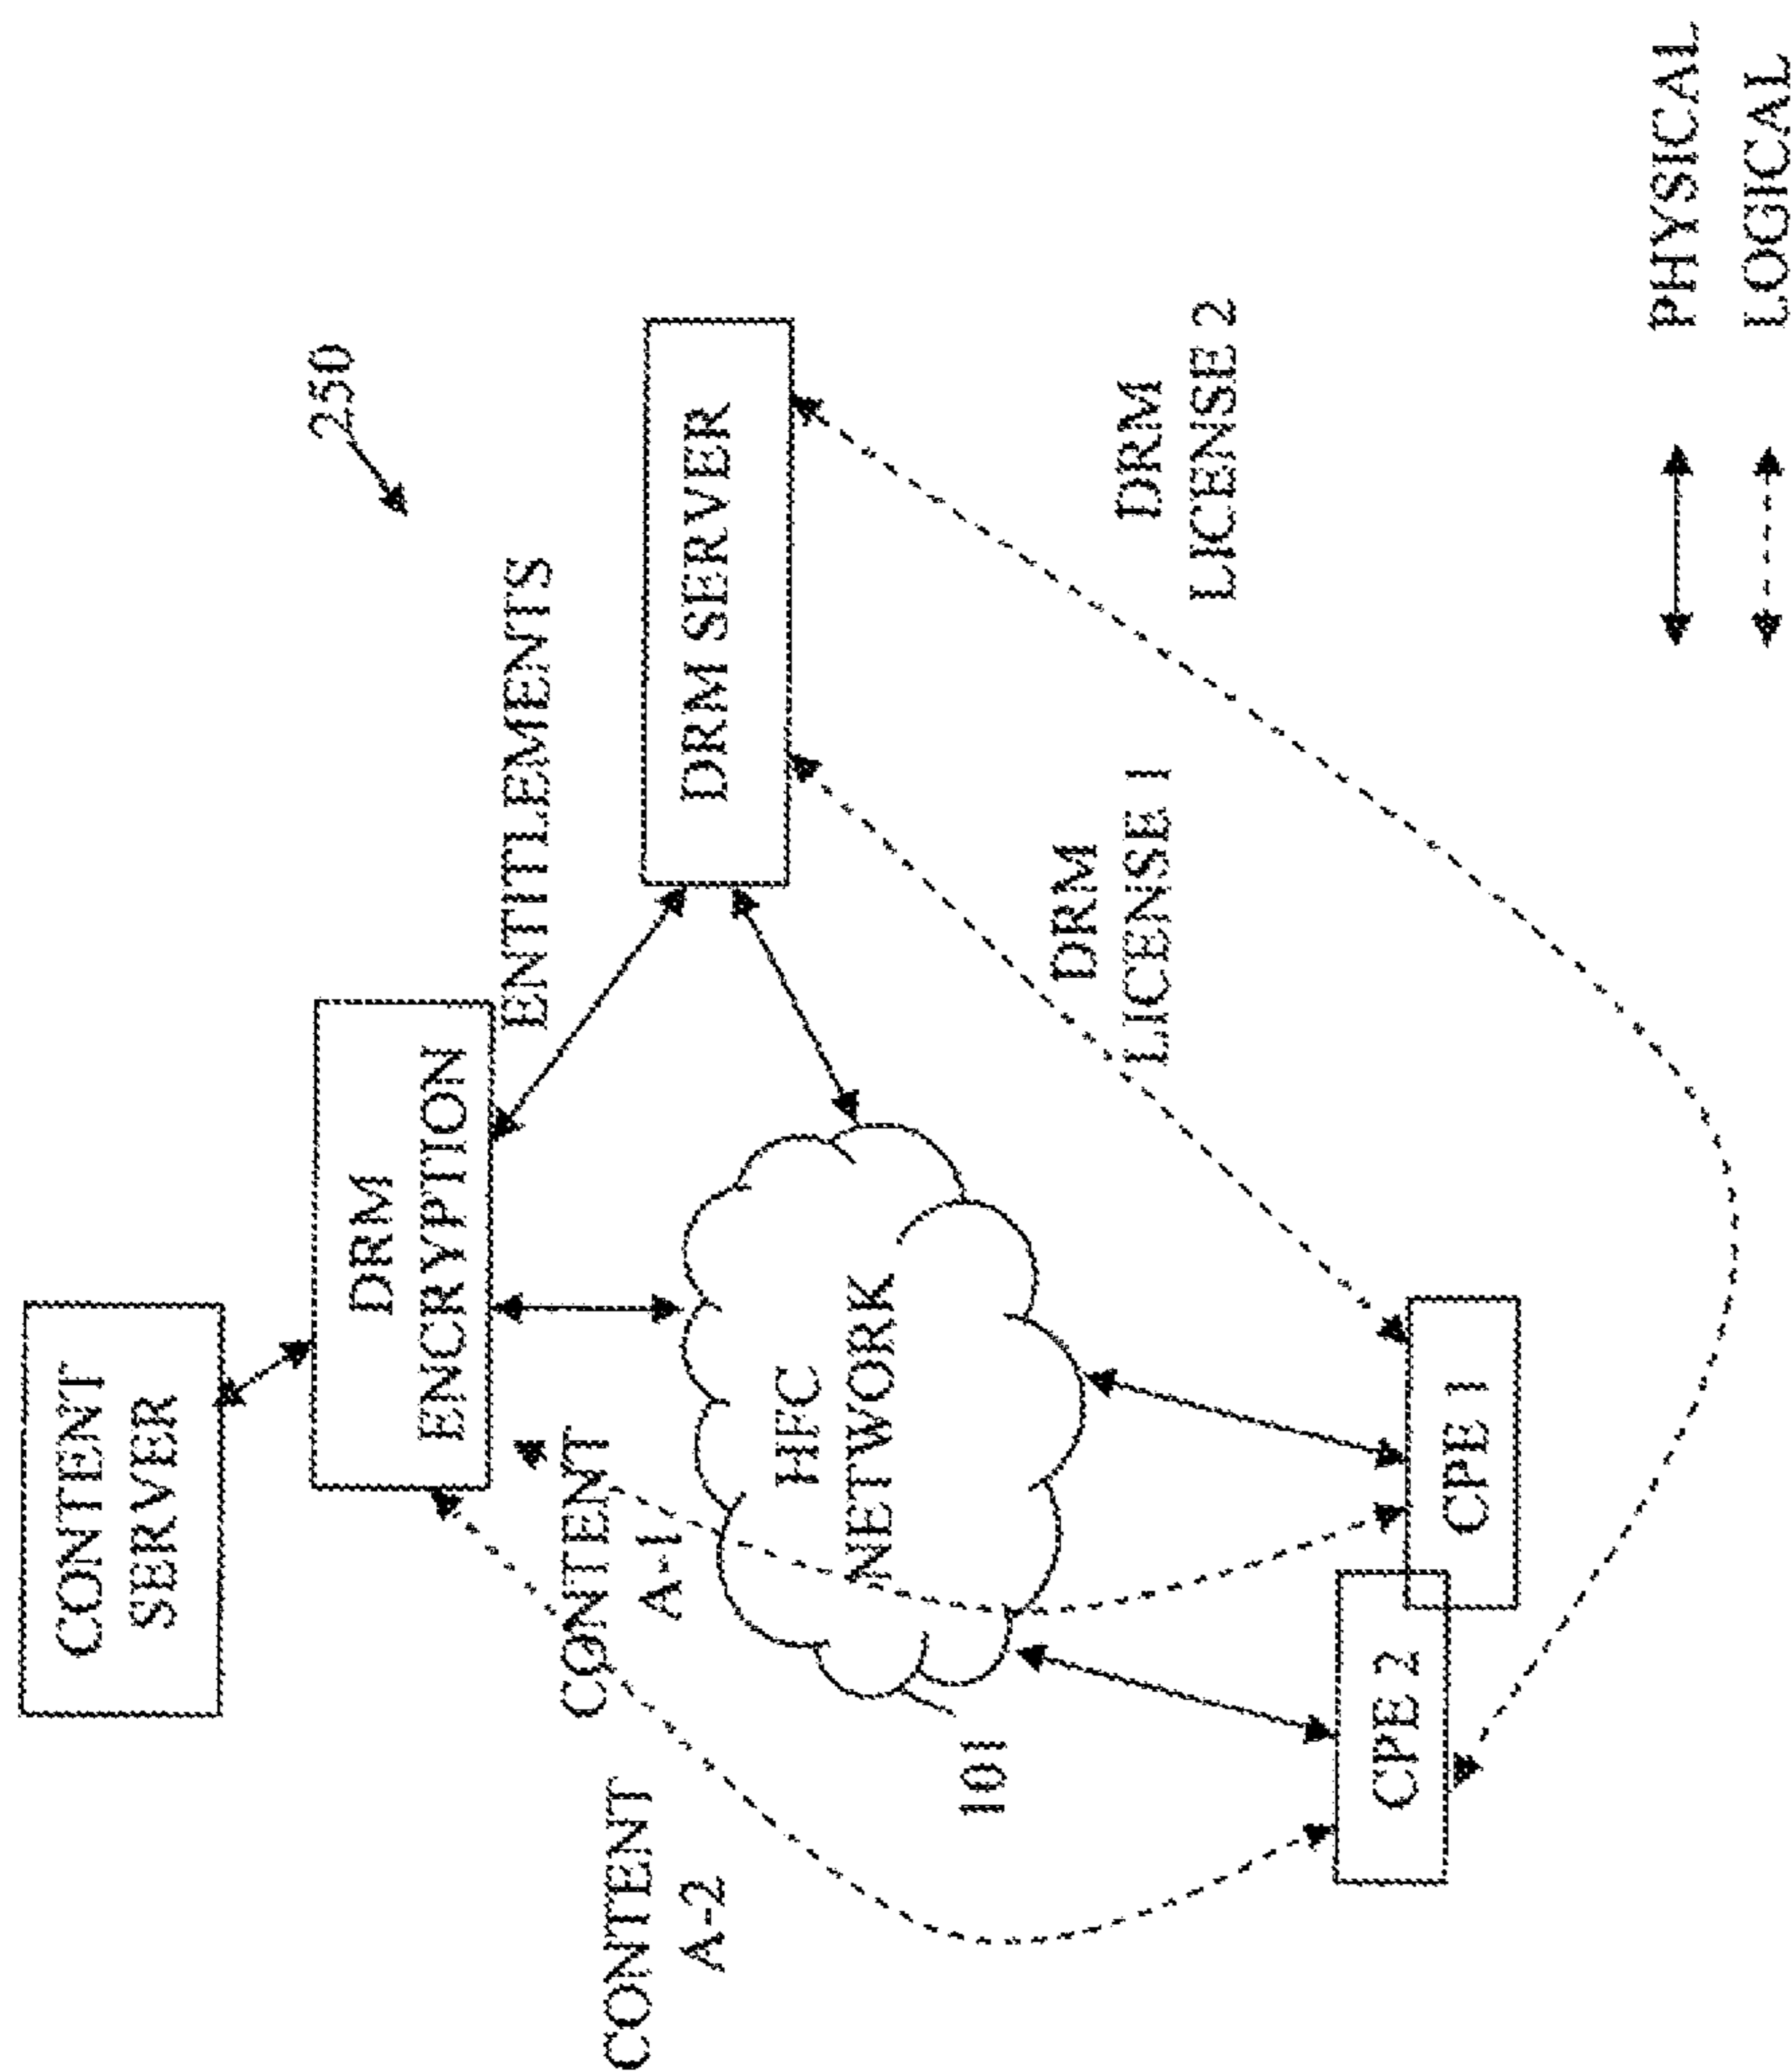 CONTENT
SERVER
250
DRM
ENCRYPTION
ENTITLEMENTS
DRM SERVER
CONTENT
A-1
CONTENT
A-2
HFC
NETWORK
101
DRM
LICENSE 1
DRM
LICENSE 2
CPE 2
CPE 1
PHYSICAL
LOGICAL